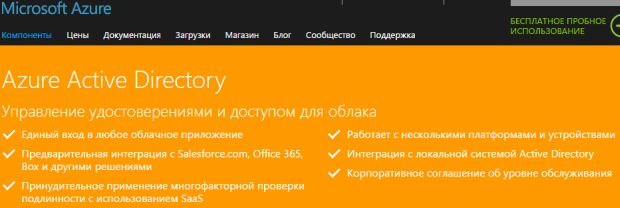 Microsoft Azure
БЕСПЛАТНОЕ ПРОБНОЕ
ИСПОЛЬЗОВАНИЕ
Компоненты Цены Документация Загрузки Магазин Блог Сообщество Поддержка
Azure Active Directory
Управление удостоверениями и доступом для облака
Единый вход в любое облачное приложение
Предварительная интеграция с Salesforce.com, Office 365,
Box и другими решениями
Принудительное применение многофакторной проверки
подлинности с использованием SaaS
Работает с несколькими платформами и устройствами
Интеграция с локальной системой Active Directory
Корпоративное соглашение об уровне обслуживания